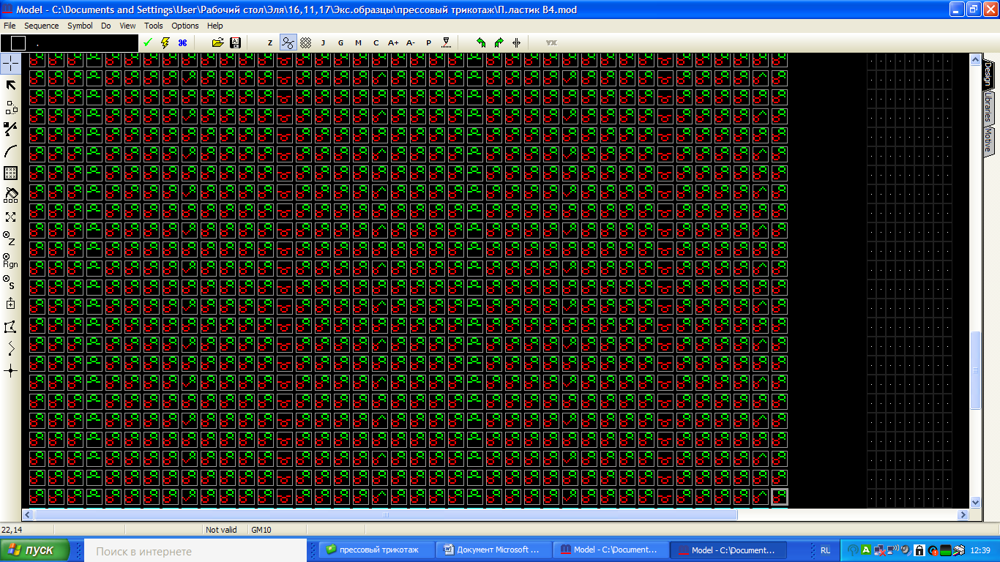 Model - C:\Documents and Settings\User\Рабочий стол\Эля\16,11,17\Экс.образцы\прессовый трикотаж\П.ластик В4.mod
File Sequence Symbol Do View Tools Options Help
. Z J G M C A+ A- P YX
Design
Libraries
Motive
Z
Rgn
S
22,14 Not valid GM10
пуск Поиск в интернете прессовый трикотаж Документ Microsoft ... Model - C:\Document... Model - C:\Document... RU A 12:39